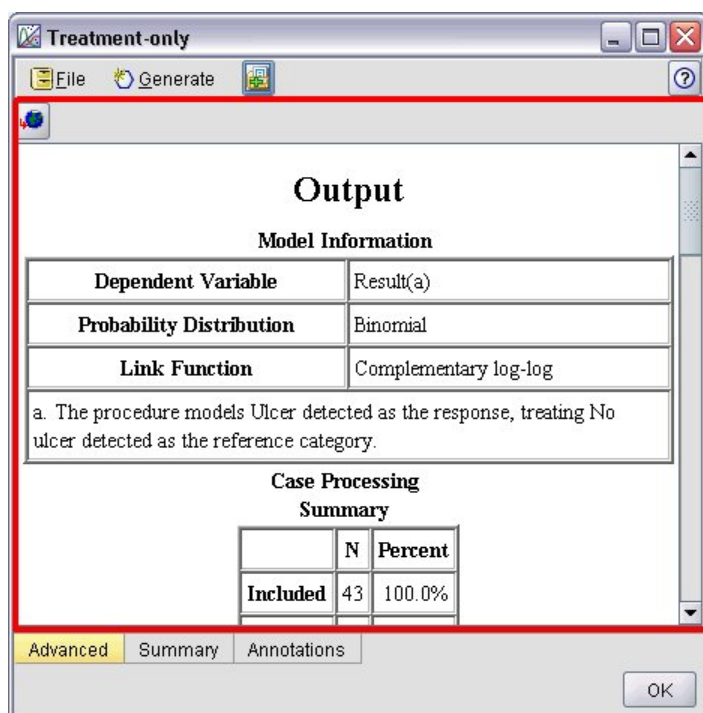 Treatment-only
File Generate
Output
Model Information
Dependent Variable Result(a)
Probability Distribution Binomial
Link Function Complementary log-log
a. The procedure models Ulcer detected as the response, treating No
ulcer detected as the reference category.
Case Processing
Summary
N Percent
Included 43 100.0%
Advanced Summary Annotations
OK